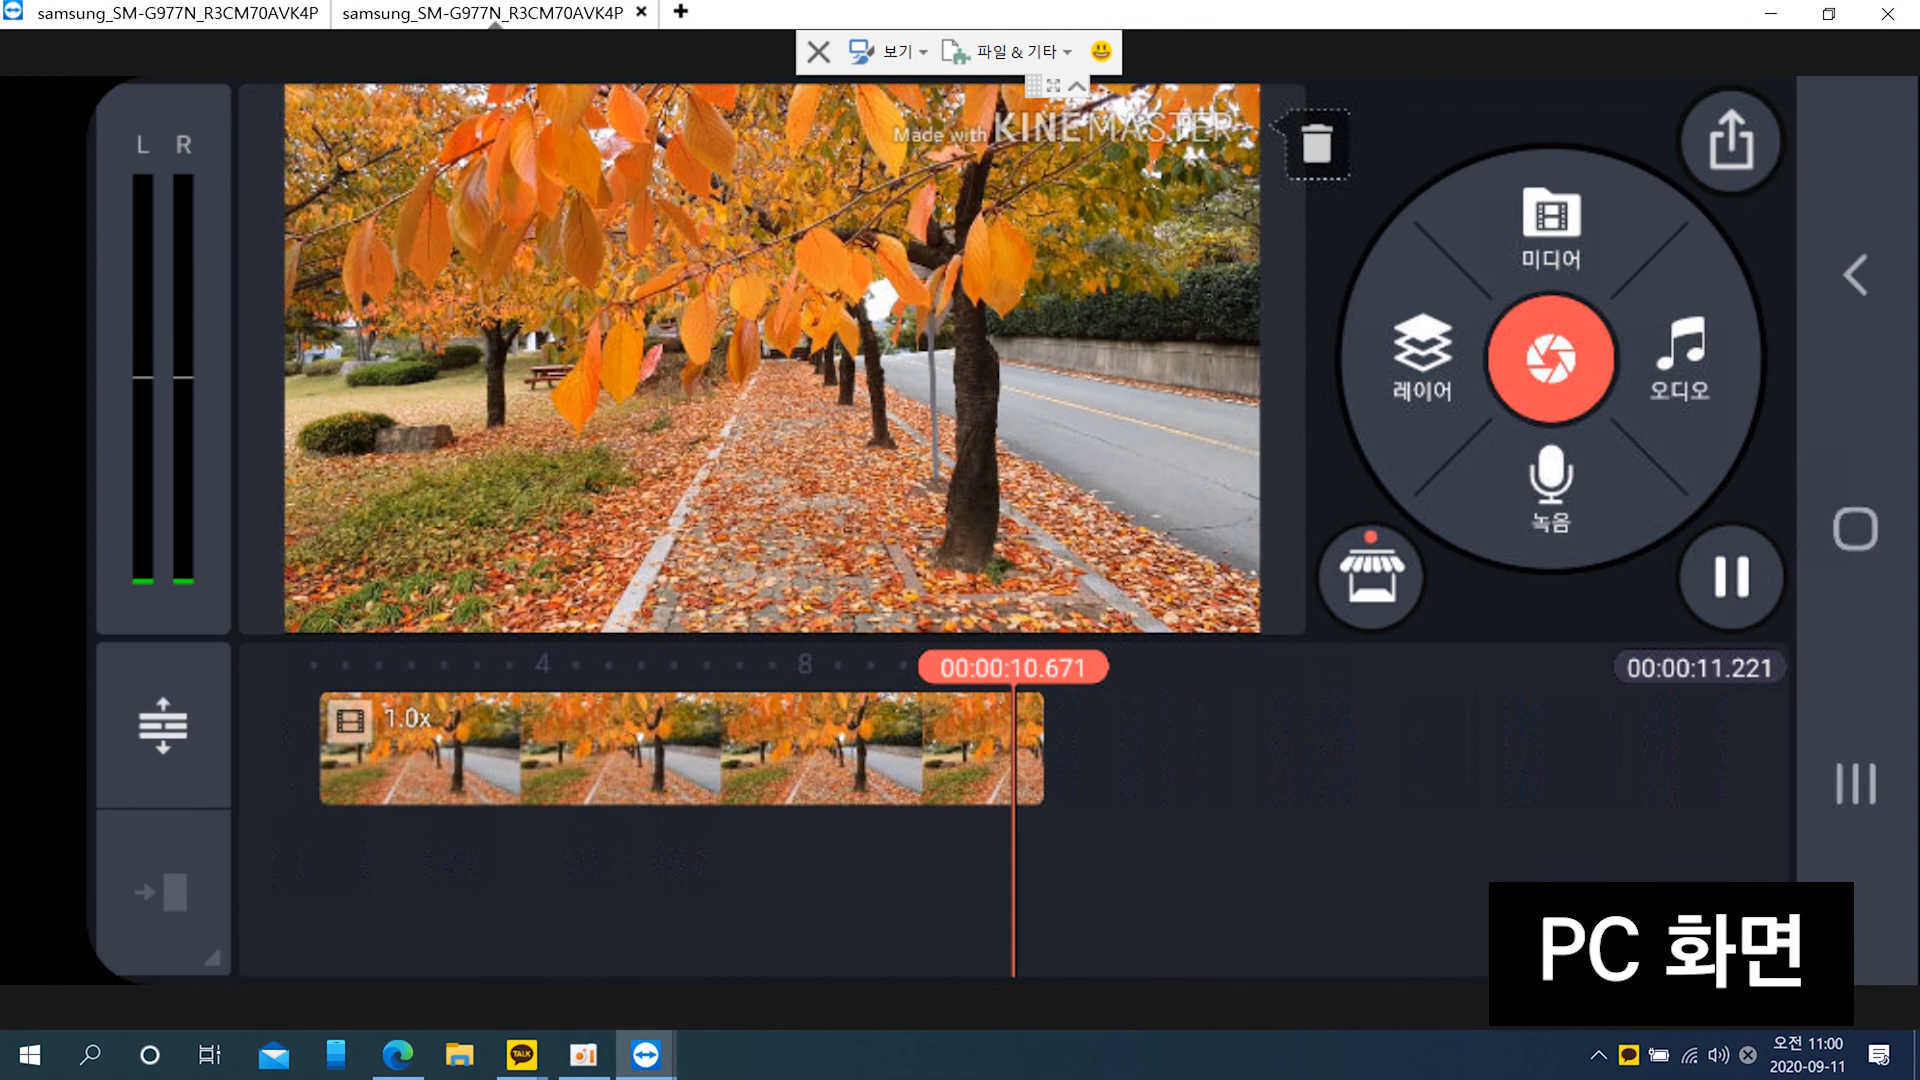 samsung_SM-G977N_R3CM70AVK4P
samsung_SM-G977N_R3CM70AVK4P
보기
파일 & 기타
L R
Made with KINEMASTER
미디어
레이어
오디오
녹음
4
8
00:00:10.671
00:00:11.221
1.0x
PC 화면
TALK
오전 11:00
2020-09-11